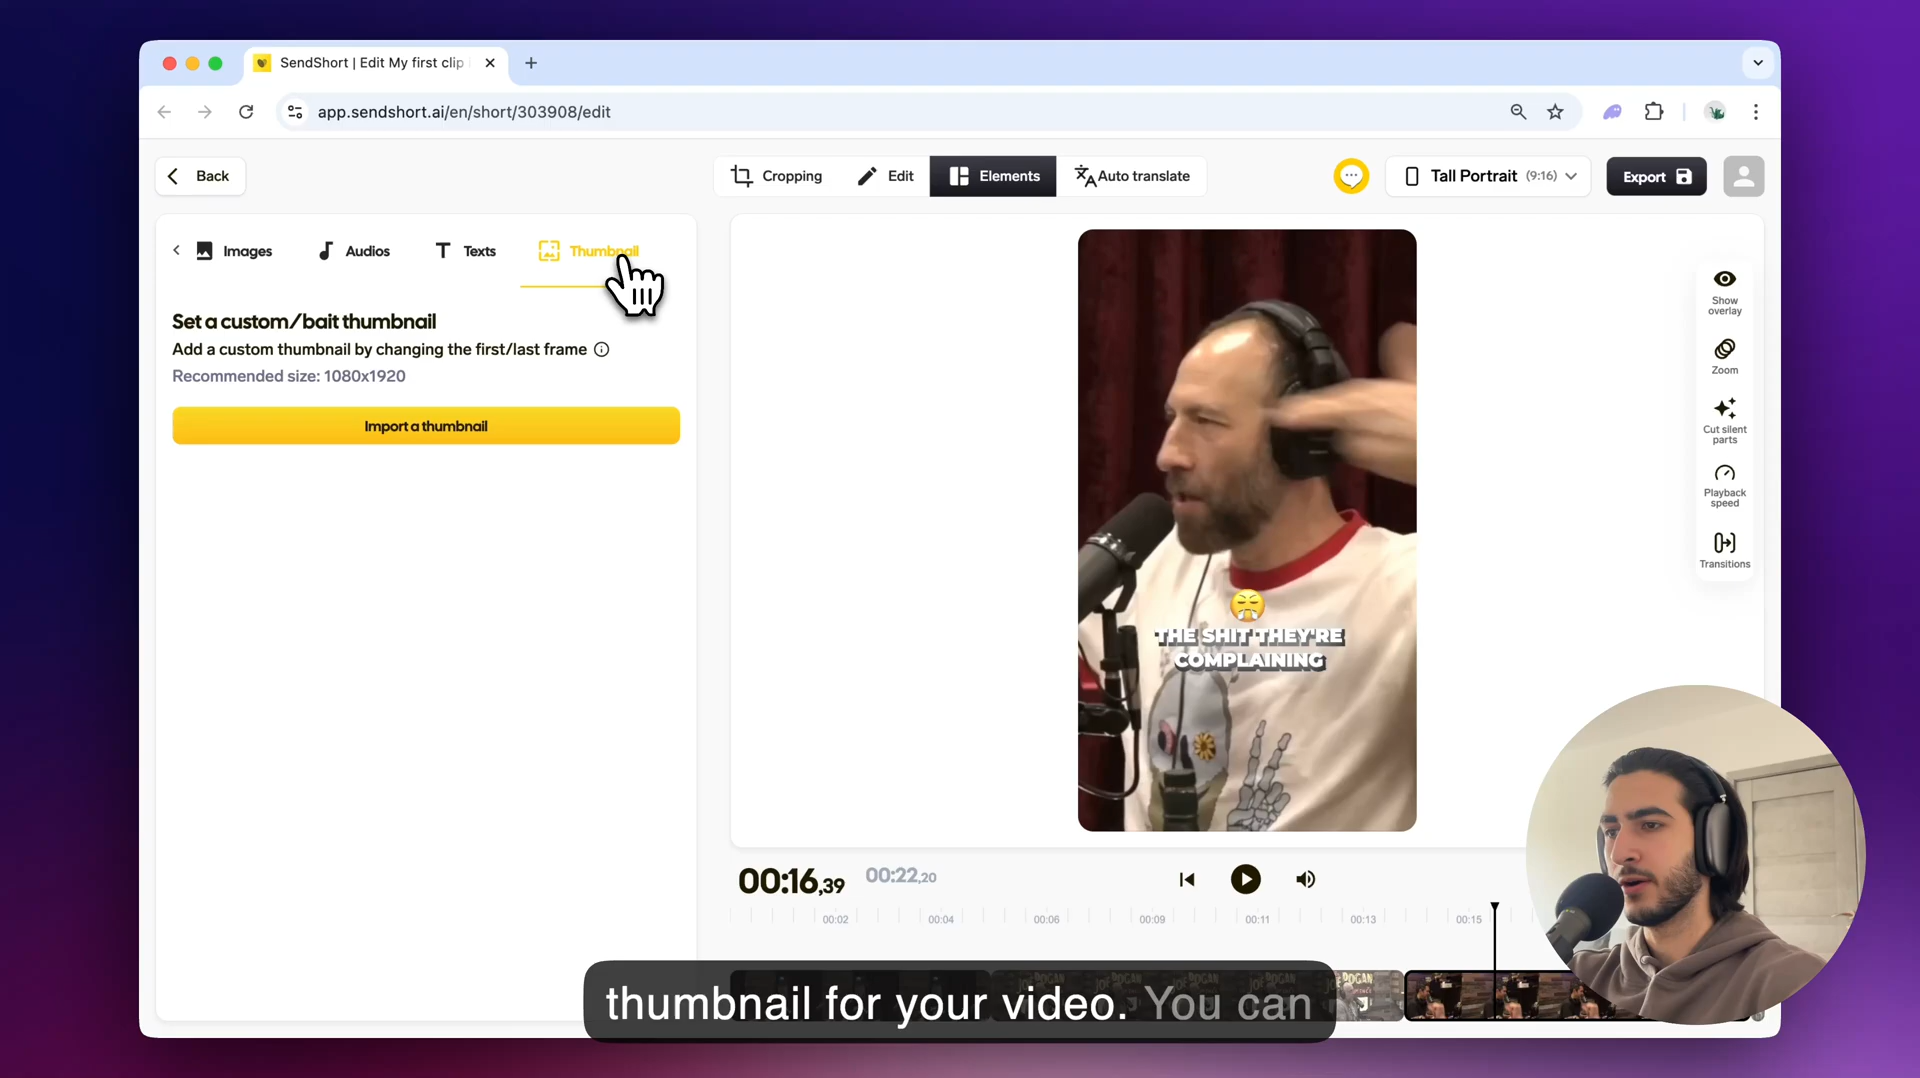 SendShort | Edit My first clip
app.sendshort.ai/en/short/303908/edit
Back
Cropping
Edit
Elements
Auto translate
Tall Portrait (9:16)
Export
Images
Audios
Texts
Thumbnail
Set a custom/bait thumbnail
Add a custom thumbnail by changing the first/last frame
Recommended size: 1080x1920
Import a thumbnail
THE SHIT THEY'RE
COMPLAINING
Show
overlay
Zoom
Cut silent
parts
Playback
speed
Transitions
00:16,39
00:22,20
00:02
00:04
00:06
00:09
00:11
00:13
00:15
thumbnail for your video. You can